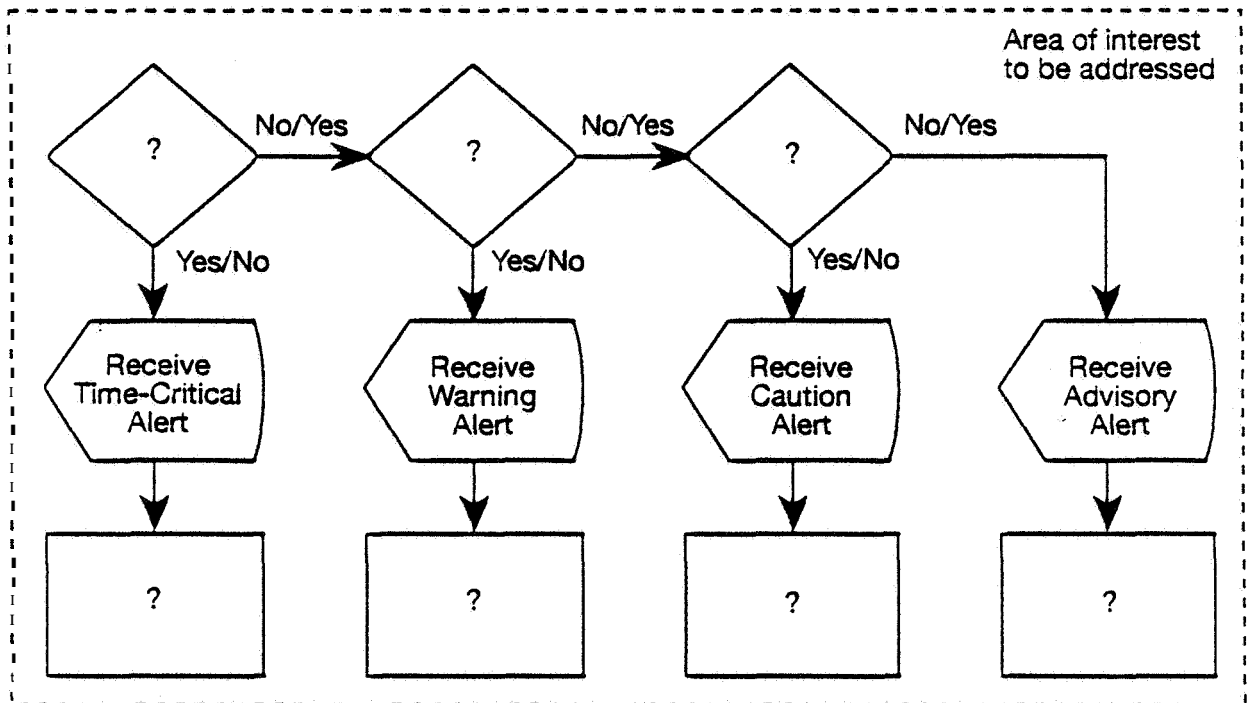 Area of interest
to be addressed
?
No/Yes
?
No/Yes
?
No/Yes
Yes/No
Yes/No
Yes/No
Receive
Time-Critical
Alert
Receive
Warning
Alert
Receive
Caution
Alert
Receive
Advisory
Alert
?
?
?
?